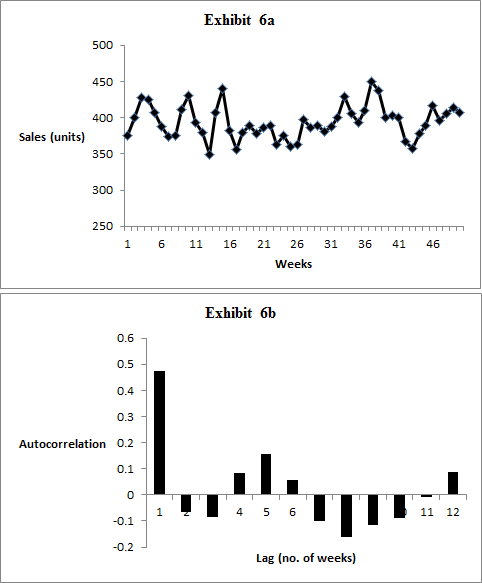 Exhibit 6a
500
450
400
350
300
250
Sales (units)
1 6 11 16 21 26 31 36 41 46
Weeks
Exhibit 6b
0.6
0.5
0.4
0.3
0.2
0.1
0
-0.1
-0.2
Autocorrelation
1 2 4 5 6 11 12
Lag (no. of weeks)